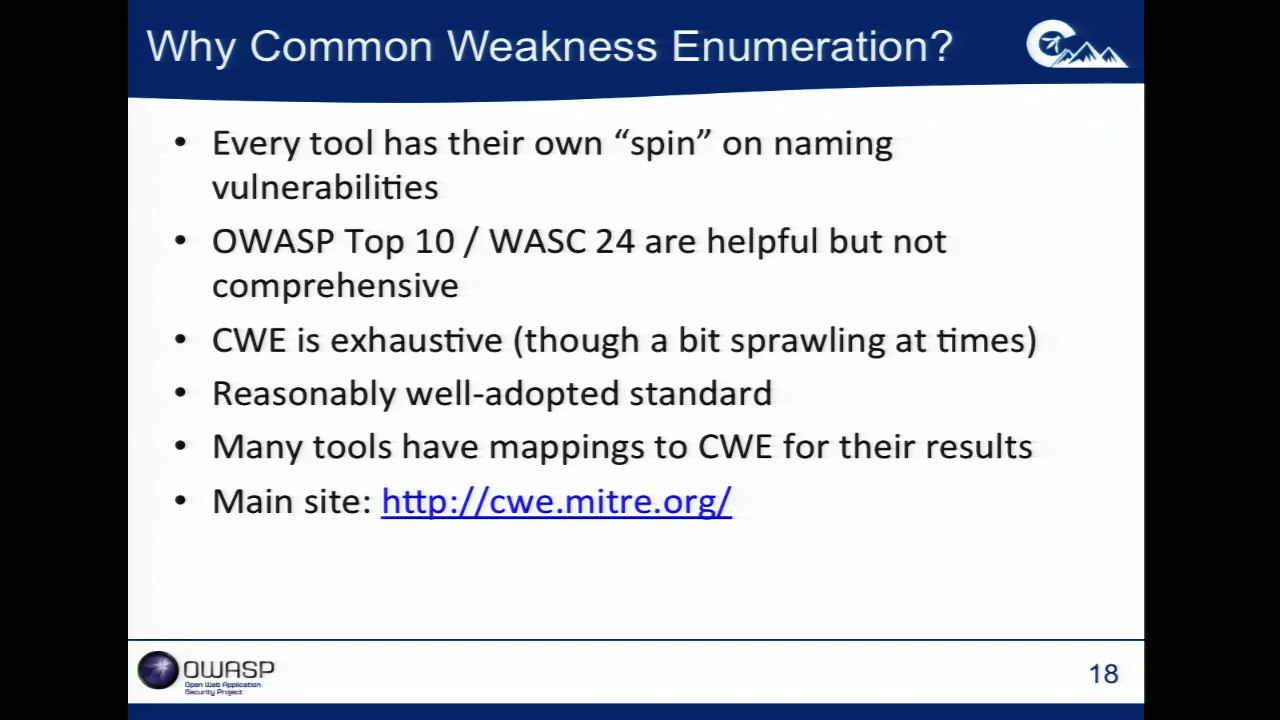 Why Common Weakness Enumeration?
• Every tool has their own “spin” on naming
vulnerabilities
• OWASP Top 10 / WASC 24 are helpful but not
comprehensive
• CWE is exhaustive (though a bit sprawling at times)
• Reasonably well-adopted standard
• Many tools have mappings to CWE for their results
• Main site: http://cwe.mitre.org/
OWASP
Open Web Application
Security Project
18